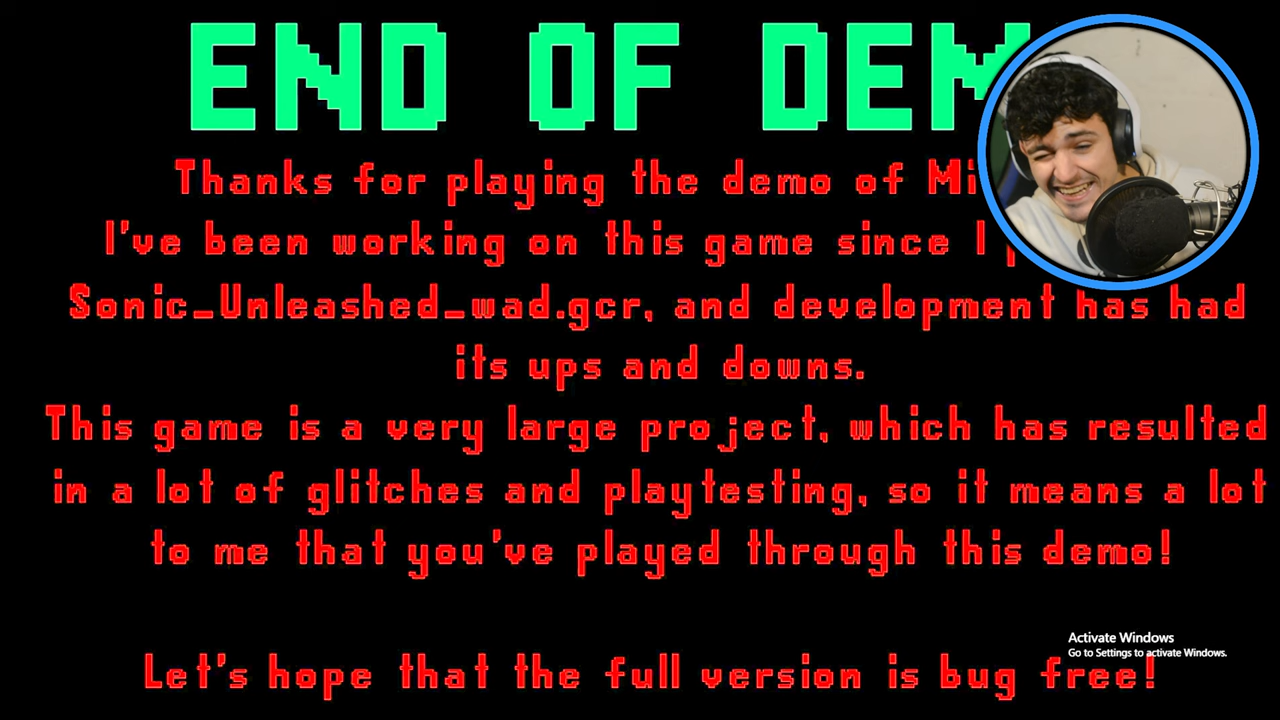 END OF DEM
Thanks for playing the demo of
I've been working on this game since I
Sonic_Unleashed_wad.gcr, and development has had
its ups and downs.
This game is a very large project, which has resulted
in a lot of glitches and playtesting, so it means a lot
to me that you've played through this demo!
Activate Windows
Go to Settings to activate Windows.
Let's hope that the full version is bug free!